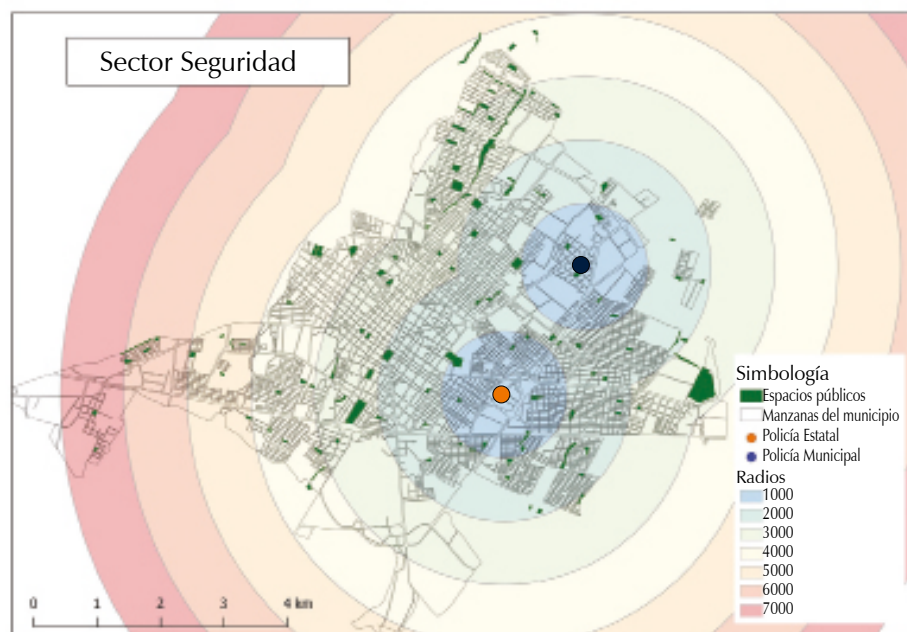 Sector Seguridad
Simbología
Espacios públicos
Manzanas del municipio
Policía Estatal
Policía Municipal
Radios
1000
2000
3000
4000
5000
6000
7000
0 1 2 3 4 km